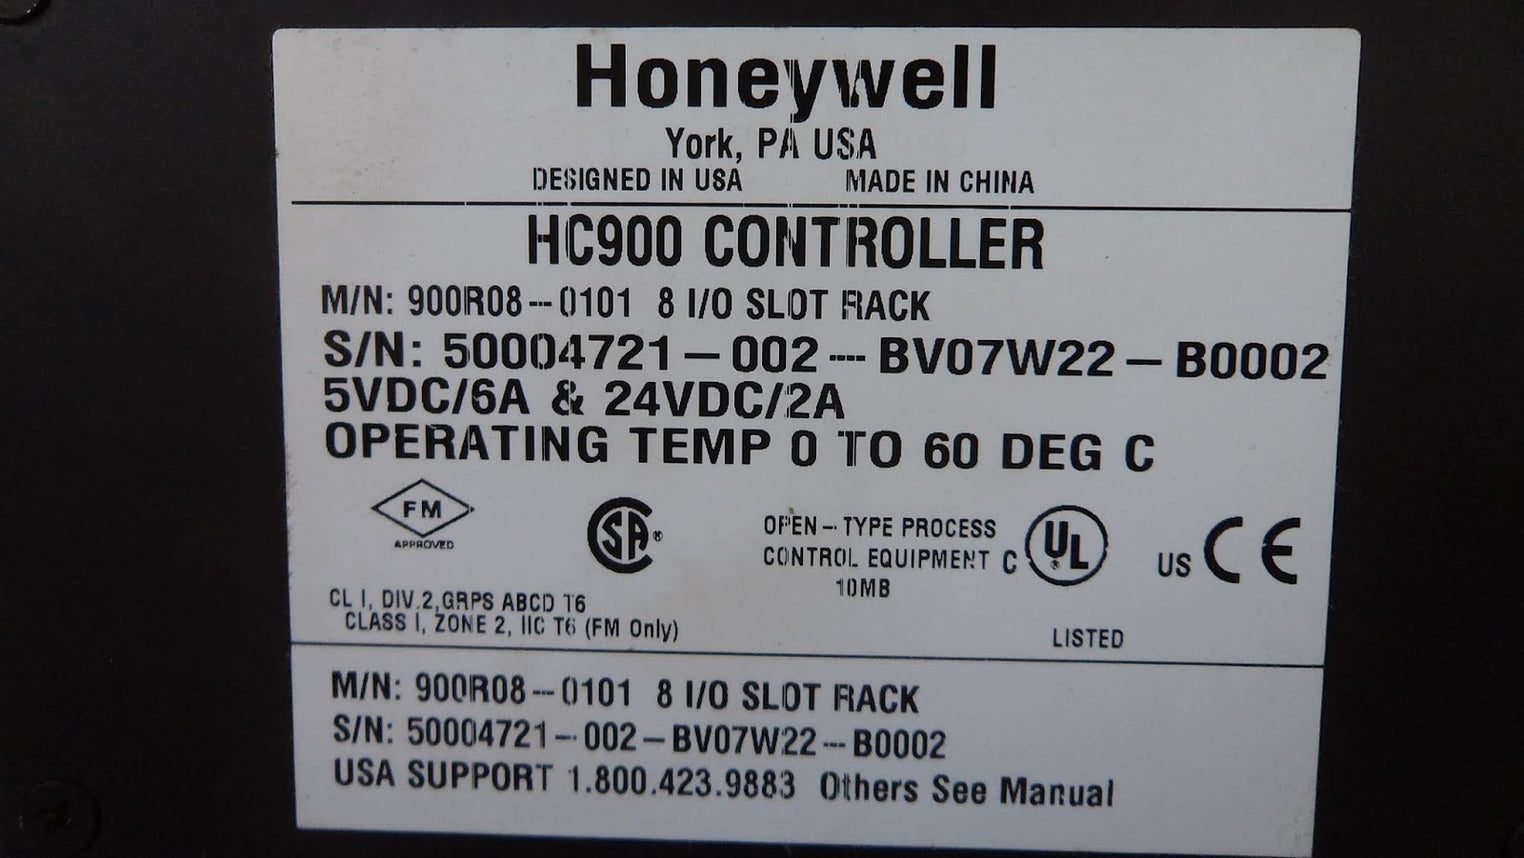 Honeywell
York, PA USA
DESIGNED IN USA MADE IN CHINA
HC900 CONTROLLER
M/N: 900R08-0101 8 I/O SLOT RACK
S/N: 50004721-002-BV07W22-B0002
5VDC/6A & 24VDC/2A
OPERATING TEMP 0 TO 60 DEG C
FM
APPROVED
CL I, DIV.2,GRPS ABCD T6
CLASS I, ZONE 2, IIC T6 (FM Only)
SA®
OPEN-TYPE PROCESS
CONTROL EQUIPMENT
10MB
C UL® US CE
LISTED
M/N: 900R08-0101 8 I/O SLOT RACK
S/N: 50004721-002-BV07W22-B0002
USA SUPPORT 1.800.423.9883 Others See Manual